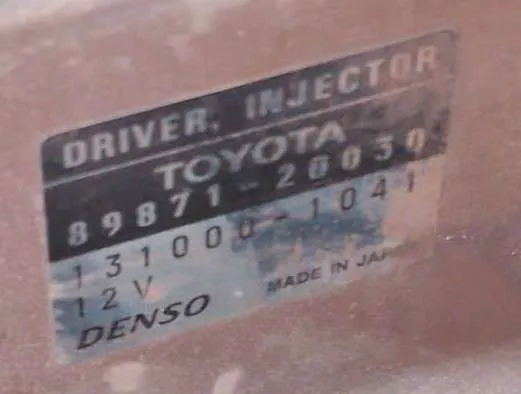 DRIVER, INJECTOR
TOYOTA
89871-20030
131000-1041
12V
DENSO MADE IN JAPAN